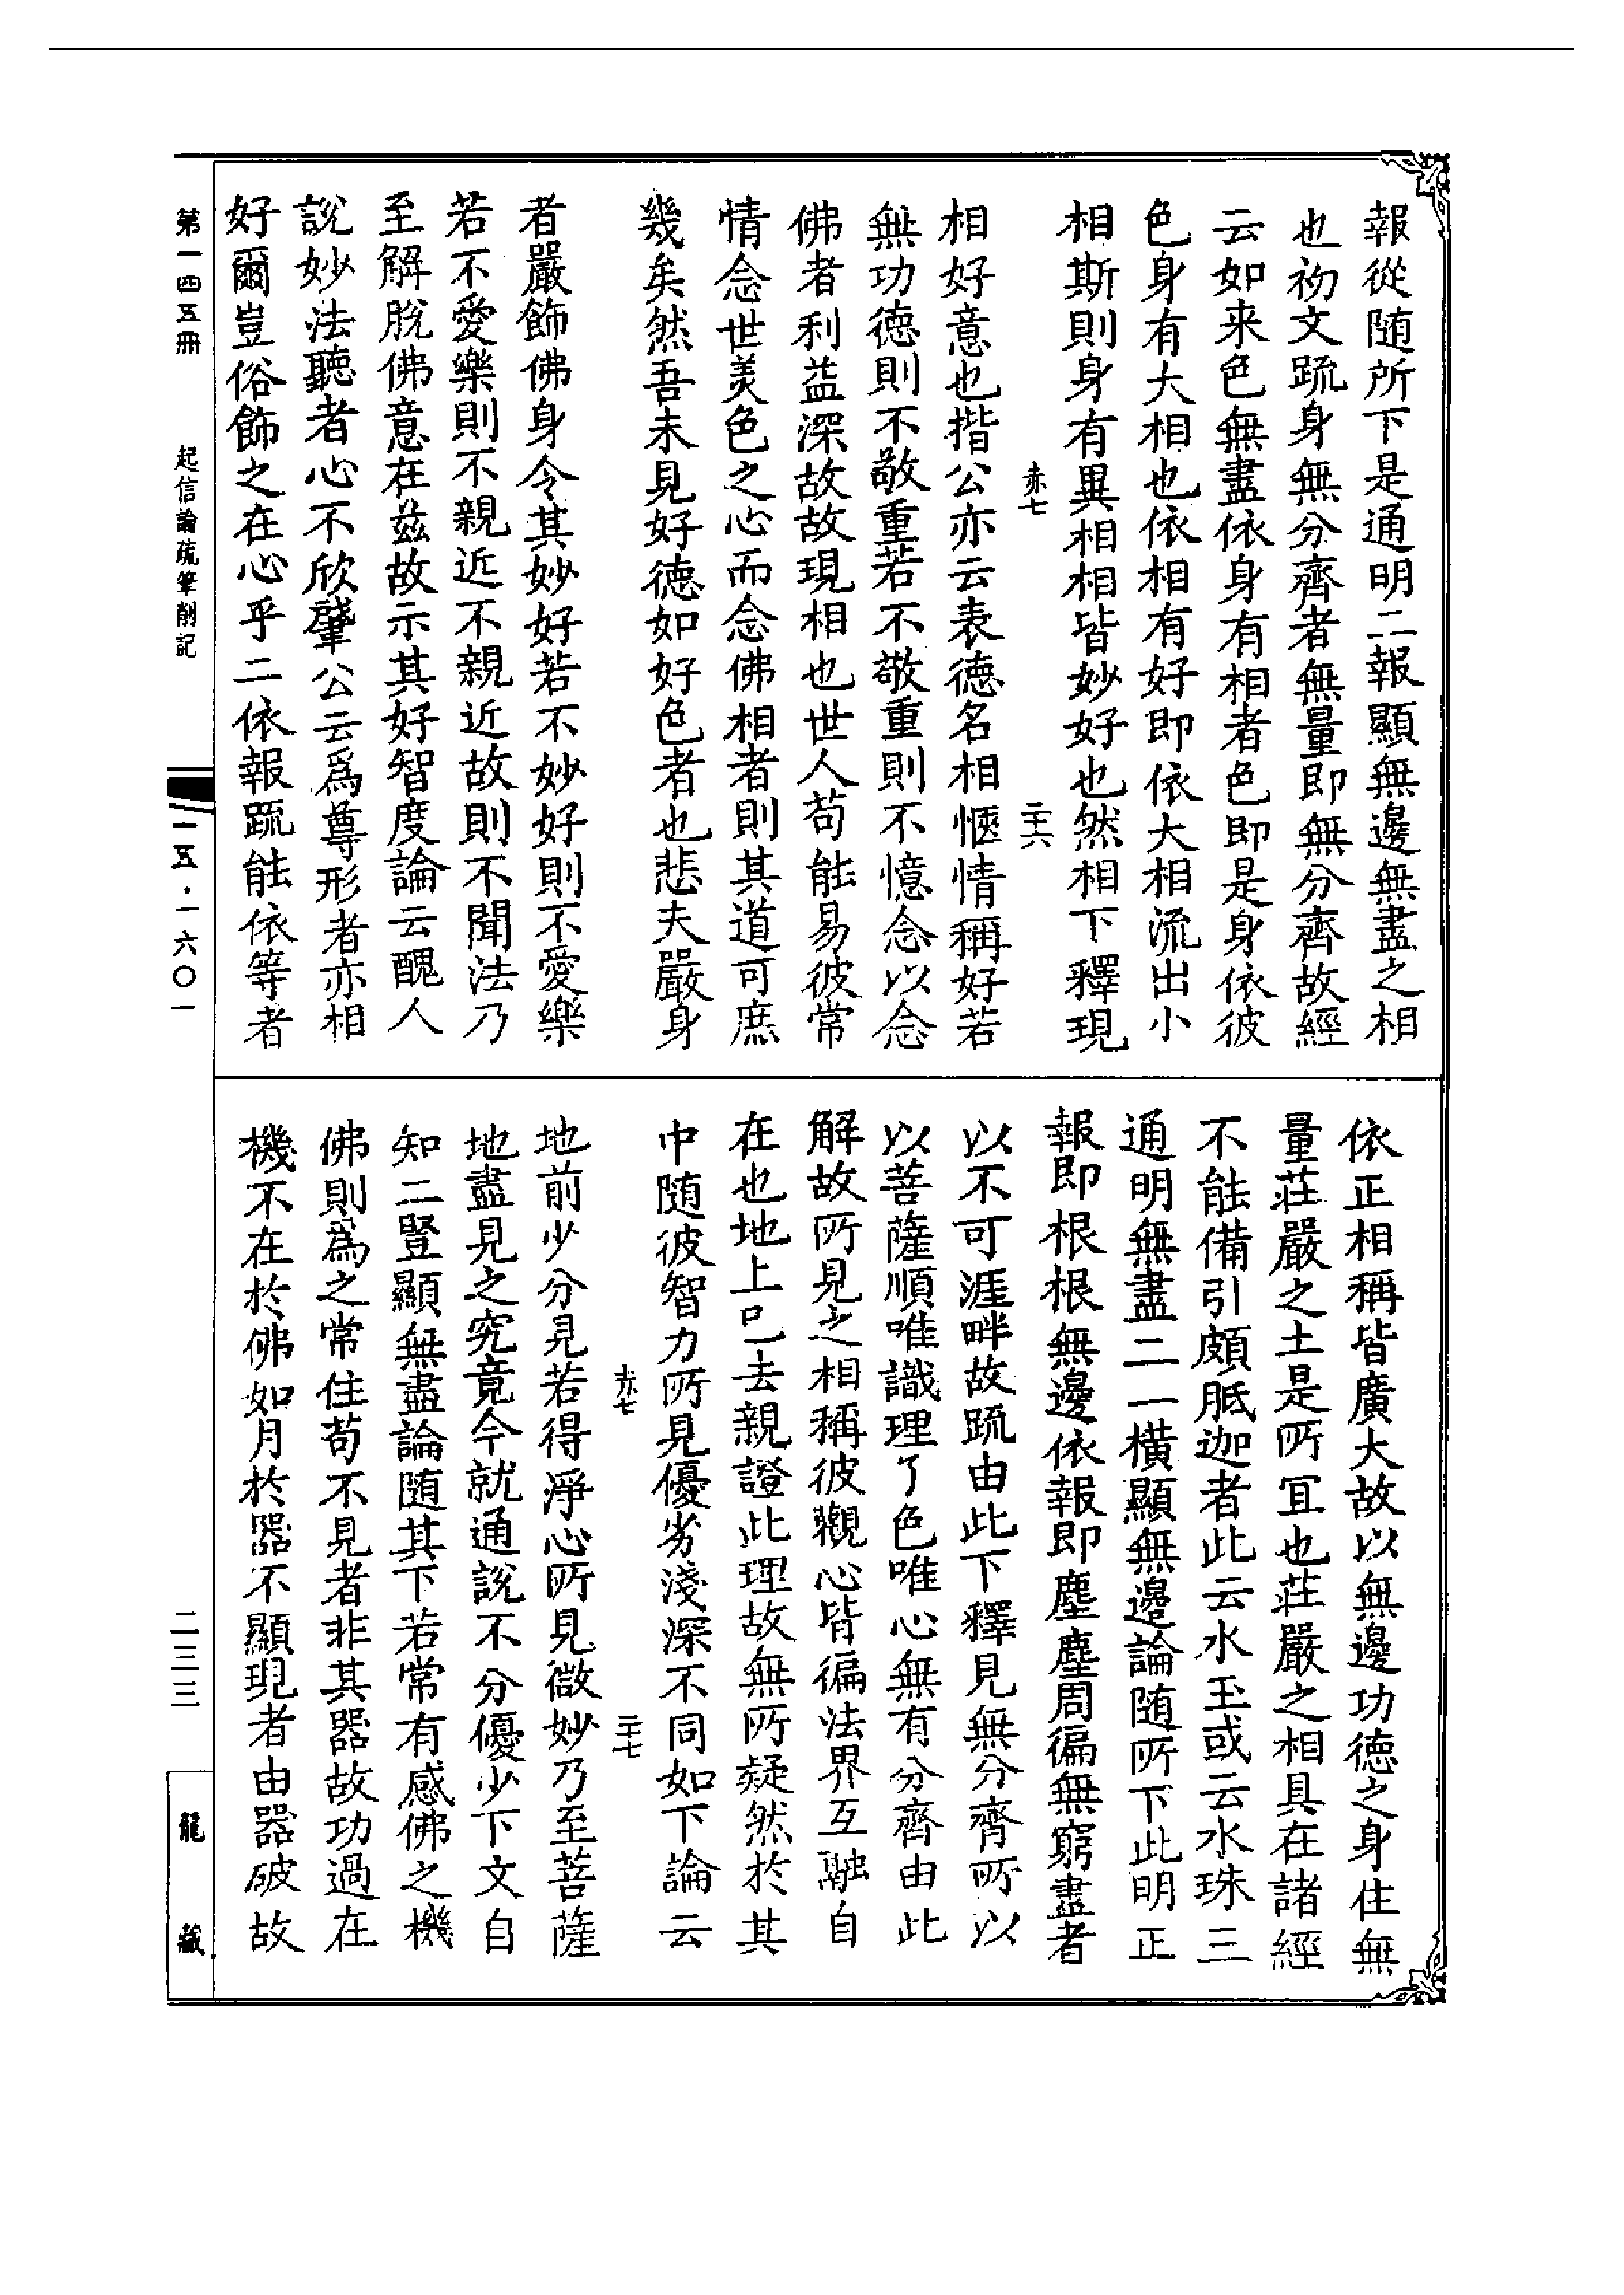 報從随所下是通明二報顯無邊無盡之相
也初文䟽身無分齊者無量即無分齊故經
云如来色無盡依身有相者色即是身依彼
色身有大相也依相有好即依大相流出小
相斯則身有異相相皆妙好也然相下釋現
赤七
二十六
相好意也揩公亦云表德名相愜情稱好若
無功德則不敬重若不敬重則不憶念以念
佛者利益深故故現相也世人苟能易彼常
情念世美色之心而念佛相者則其道可庶
幾矣然吾未見好德如好色者也悲夫嚴身
者嚴飾佛身令其妙好若不妙好則不愛樂
若不愛樂則不親近不親近故則不聞法乃
至解脫佛意在茲故示其好智度論云醜人
說妙法聽者心不欣肇公云爲尊形者亦相
好爾豈俗飾之在心乎二依報䟽能依等者
依正相稱皆廣大故以無邊功德之身住無
量莊嚴之土是所宜也莊嚴之相具在諸經
不能備引頗胝迦者此云水玉或云水珠三
通明無盡二一橫顯無邊論随所下此明正
報即根根無邊依報即塵塵周徧無窮盡者
以不可涯畔故䟽由此下釋見無分齊所以
以菩薩順唯識理了色唯心無有分齊由此
解故所見之相稱彼觀心皆徧法界互融自
在也地上已去親證此理故無所疑然於其
中随彼智力所見優劣淺深不同如下論云
赤七
二十七
地前少分見若得淨心所見微妙乃至菩薩
地盡見之究竟今就通說不分優少下文自
知二豎顯無盡論随其下若常有感佛之機
佛則爲之常住苟不見者非其器故功過在
機不在於佛如月於器不顯現者由器破故
第一四五冊
起信論疏筆削記
一五·一六〇一
二三三
龍藏